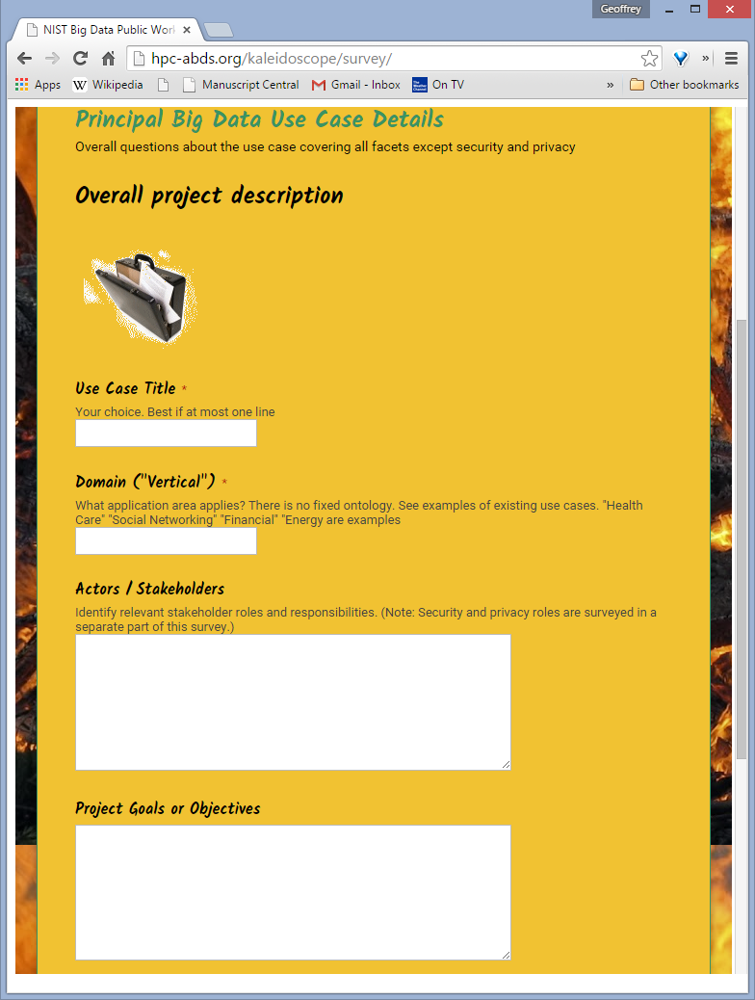 Geoffrey
NIST Big Data Public Work
hpc-abds.org/kaleidoscope/survey/
»
Apps W Wikipedia Manuscript Central Gmail - Inbox The Weather Channel On TV » Other bookmarks
Principal Big Data Use Case Details
Overall questions about the use case covering all facets except security and privacy
Overall project description
Use Case Title *
Your choice. Best if at most one line
Domain ("Vertical") *
What application area applies? There is no fixed ontology. See examples of existing use cases. "Health
Care" "Social Networking" "Financial" "Energy are examples
Actors / Stakeholders
Identify relevant stakeholder roles and responsibilities. (Note: Security and privacy roles are surveyed in a
separate part of this survey.)
Project Goals or Objectives